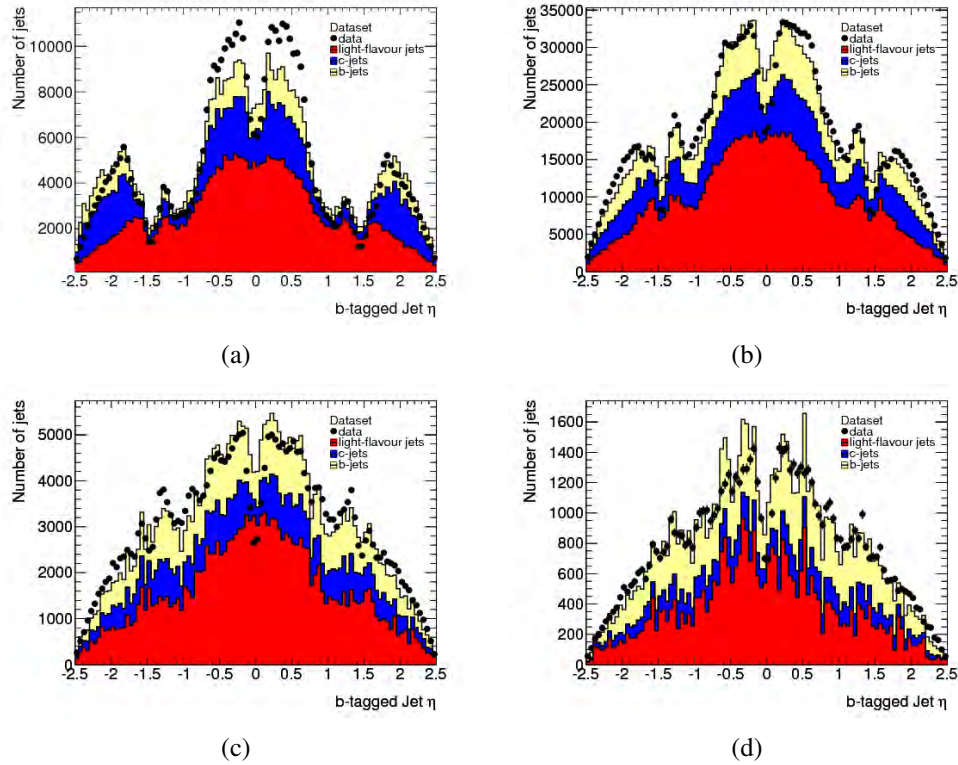 Number of jets
10000
8000
6000
4000
2000
Dataset
data
light-flavour jets
c-jets
b-jets
-2.5 -2 -1.5 -1 -0.5 0 0.5 1 1.5 2 2.5
b-tagged Jet η
(a)
Number of jets
35000
30000
25000
20000
15000
10000
5000
0
Dataset
data
light-flavour jets
c-jets
b-jets
-2.5 -2 -1.5 -1 -0.5 0 0.5 1 1.5 2 2.5
b-tagged Jet η
(b)
Number of jets
5000
4000
3000
2000
1000
0
Dataset
data
light-flavour jets
c-jets
b-jets
-2.5 -2 -1.5 -1 -0.5 0 0.5 1 1.5 2 2.5
b-tagged Jet η
(c)
Number of jets
1600
1400
1200
1000
800
600
400
200
0
Dataset
data
light-flavour jets
c-jets
b-jets
-2.5 -2 -1.5 -1 -0.5 0 0.5 1 1.5 2 2.5
b-tagged Jet η
(d)